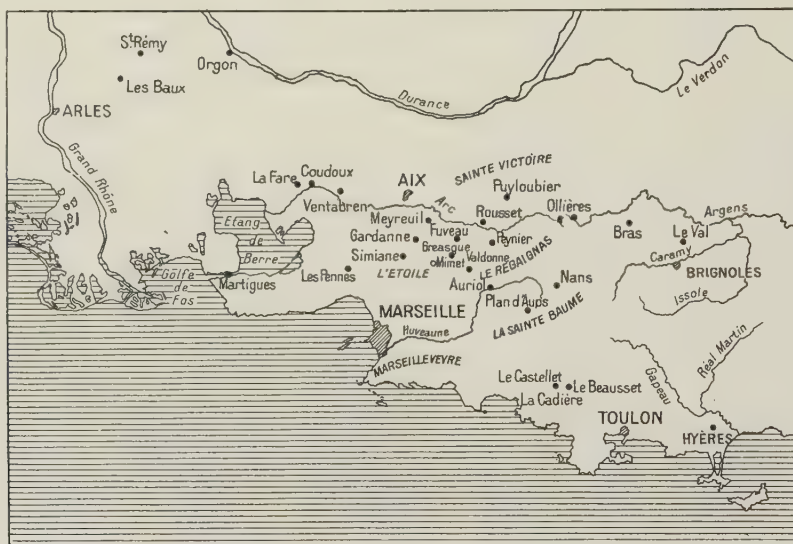 St. Rémy
Orgon
Les Baux
ARLES
Durance
Le Verdon
Grand Rhône
La Fare
Coudoux
AIX
SAINTE VICTOIRE
Puyloubier
Ventabren
Arc
Ollières
Meyreuil
Rousset
Argens
Etang
de
Berre
Gardanne
Fuveau
Peynier
Bras
Le Val
Greasque
Simiane
Mimet
Valdonne
LE RÉGAIGNAS
Caramy
Golfe
de
Fos
Martigues
Les Pennes
L'ETOILE
Auriol
Nans
BRIGNOLES
MARSEILLE
Plan d'Aups
Issole
Huveaune
LA SAINTE BAUME
MARSEILLEVEYRE
Gapeau
Réal Martin
Le Castellet
Le Beausset
La Cadière
TOULON
HYÈRES